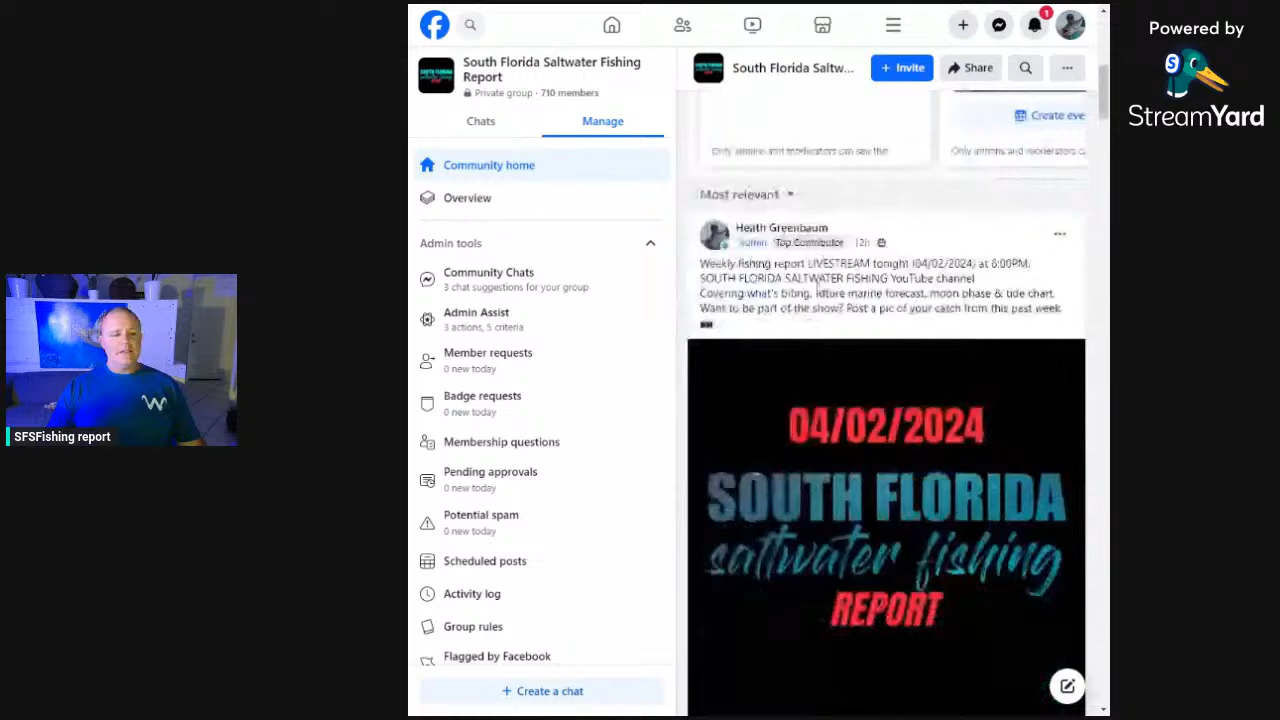 Powered by
StreamYard
SFSFishing report
1
South Florida Saltwater Fishing
Report
Private group · 710 members
Chats
Manage
Community home
Overview
Admin tools
Community Chats
3 chat suggestions for your group
Admin Assist
3 actions, 5 criteria
Member requests
0 new today
Badge requests
0 new today
Membership questions
Pending approvals
0 new today
Potential spam
0 new today
Scheduled posts
Activity log
Group rules
Flagged by Facebook
+ Create a chat
South Florida Saltw...
+ Invite
Share
Create eve
Only admins and moderators can see this
Only admins and moderators c
Most relevant
Heath Greenbaum
Admin Top Contributor 12h
Weekly fishing report LIVESTREAM tonight (04/02/2024) at 6:00PM.
SOUTH FLORIDA SALTWATER FISHING YouTube channel
Covering what's biting, future marine forecast, moon phase & tide chart.
Want to be part of the show? Post a pic of your catch from this past week
04/02/2024
SOUTH FLORIDA
saltwater fishing
REPORT